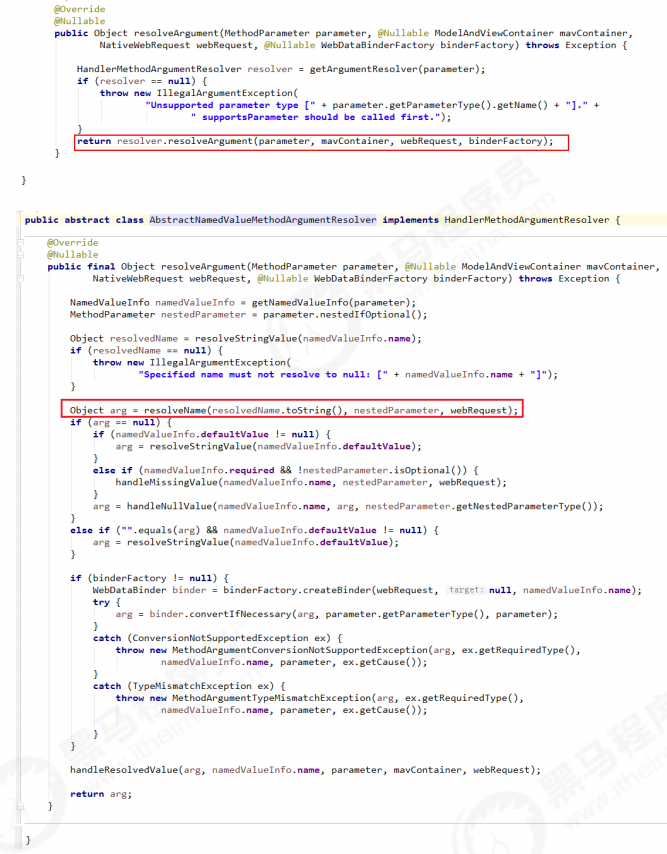 @Override
@Nullable
public Object resolveArgument(MethodParameter parameter, @Nullable ModelAndViewContainer mavContainer,
NativeWebRequest webRequest, @Nullable WebDataBinderFactory binderFactory) throws Exception {
HandlerMethodArgumentResolver resolver = getArgumentResolver(parameter);
if (resolver == null) {
throw new IllegalArgumentException(
"Unsupported parameter type [" + parameter.getParameterType().getName() + "]." +
" supportsParameter should be called first.");
}
return resolver.resolveArgument(parameter, mavContainer, webRequest, binderFactory);
}
}
public abstract class AbstractNamedValueMethodArgumentResolver implements HandlerMethodArgumentResolver {
@Override
@Nullable
public final Object resolveArgument(MethodParameter parameter, @Nullable ModelAndViewContainer mavContainer,
NativeWebRequest webRequest, @Nullable WebDataBinderFactory binderFactory) throws Exception {
NamedValueInfo namedValueInfo = getNamedValueInfo(parameter);
MethodParameter nestedParameter = parameter.nestedIfOptional();
Object resolvedName = resolveStringValue(namedValueInfo.name);
if (resolvedName == null) {
throw new IllegalArgumentException(
"Specified name must not resolve to null: [" + namedValueInfo.name + "]");
}
Object arg = resolveName(resolvedName.toString(), nestedParameter, webRequest);
if (arg == null) {
if (namedValueInfo.defaultValue != null) {
arg = resolveStringValue(namedValueInfo.defaultValue);
}
else if (namedValueInfo.required && !nestedParameter.isOptional()) {
handleMissingValue(namedValueInfo.name, nestedParameter, webRequest);
}
arg = handleNullValue(namedValueInfo.name, arg, nestedParameter.getNestedParameterType());
}
else if ("".equals(arg) && namedValueInfo.defaultValue != null) {
arg = resolveStringValue(namedValueInfo.defaultValue);
}
if (binderFactory != null) {
WebDataBinder binder = binderFactory.createBinder(webRequest, target: null, namedValueInfo.name);
try {
arg = binder.convertIfNecessary(arg, parameter.getParameterType(), parameter);
}
catch (ConversionNotSupportedException ex) {
throw new MethodArgumentConversionNotSupportedException(arg, ex.getRequiredType(),
namedValueInfo.name, parameter, ex.getCause());
}
catch (TypeMismatchException ex) {
throw new MethodArgumentTypeMismatchException(arg, ex.getRequiredType(),
namedValueInfo.name, parameter, ex.getCause());
}
}
handleResolvedValue(arg, namedValueInfo.name, parameter, mavContainer, webRequest);
return arg;
}
}